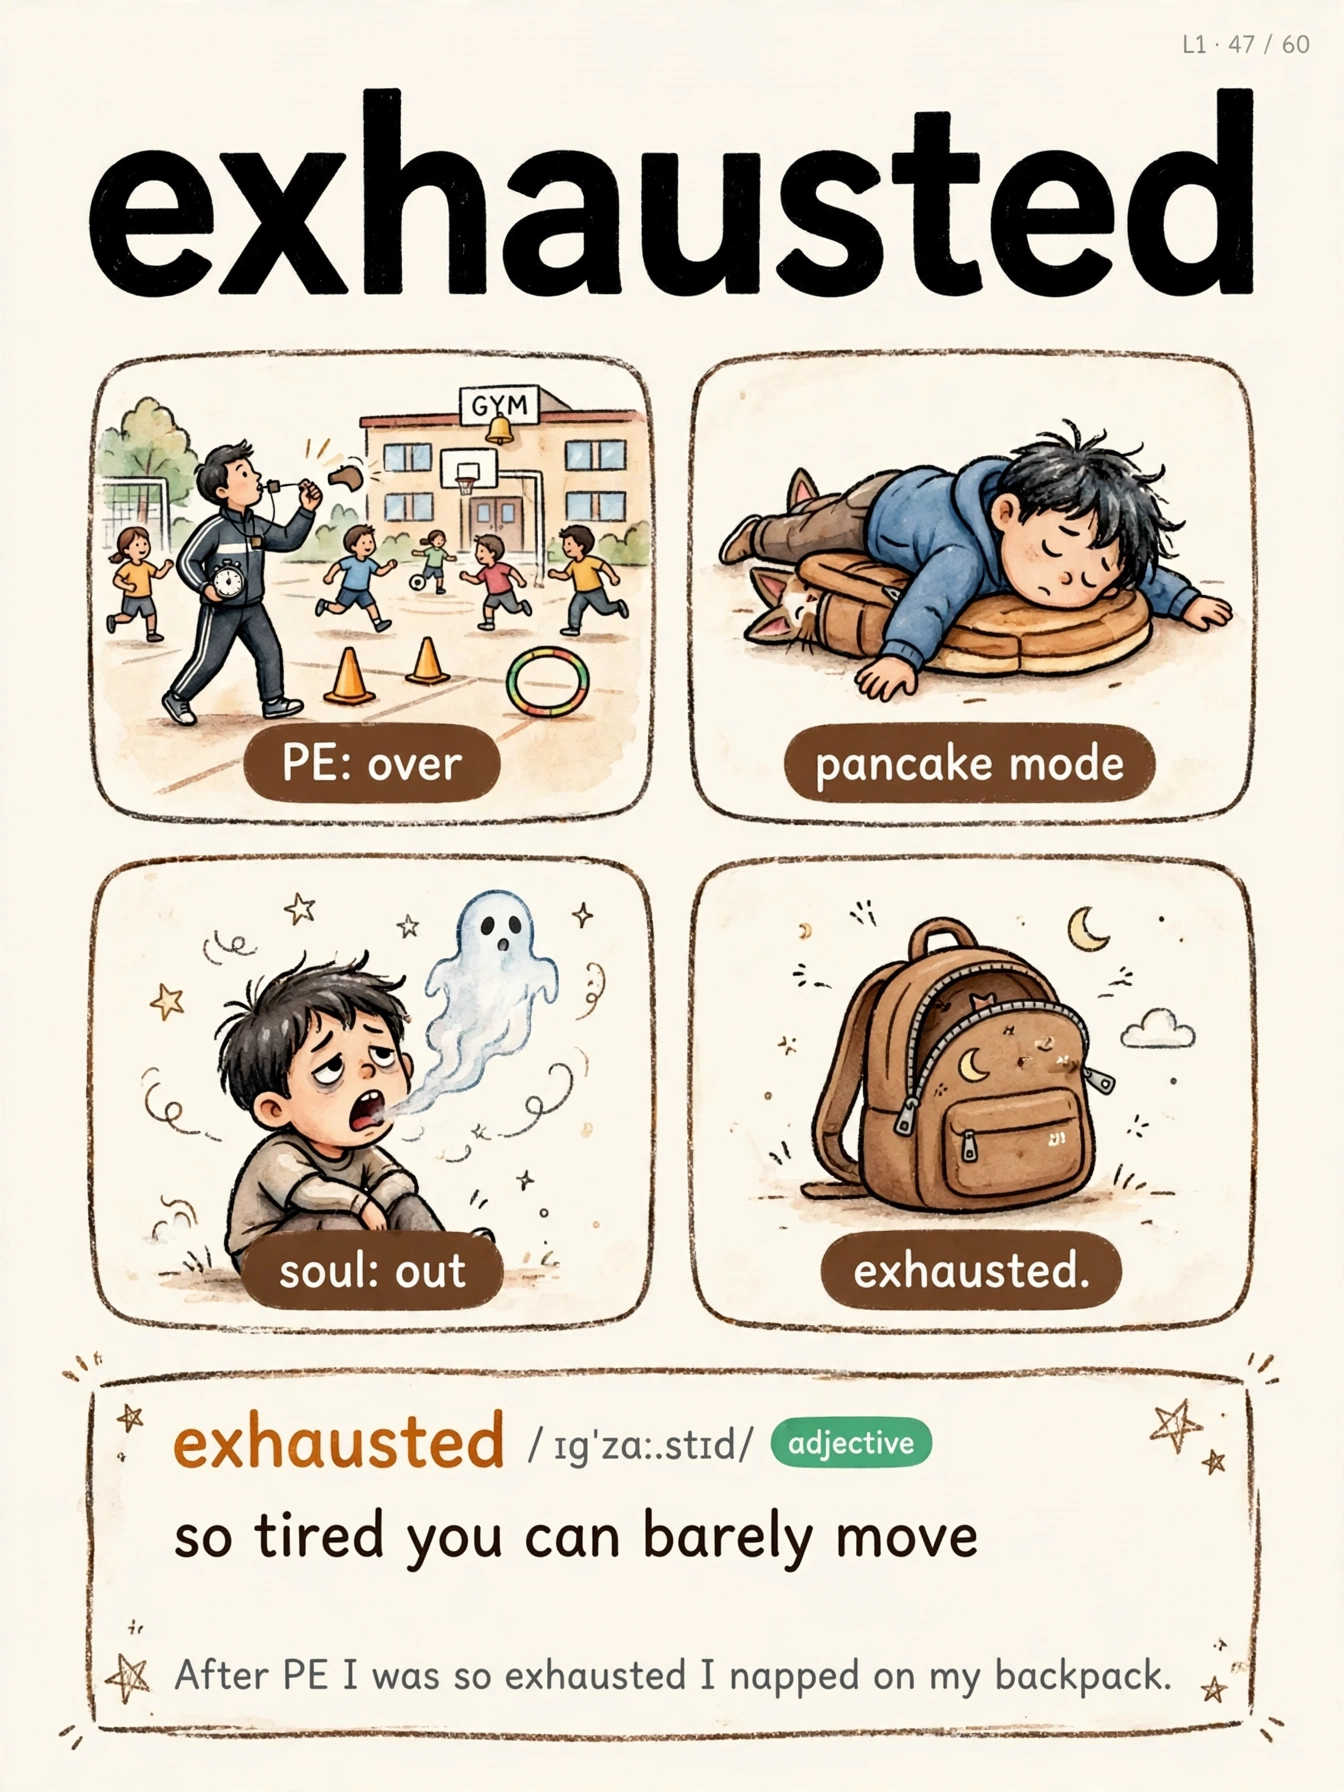 L1 · 47 / 60
exhausted
GYM
PE: over
pancake mode
soul: out
exhausted.
exhausted /ɪgˈzɑː.stɪd/ adjective
so tired you can barely move
After PE I was so exhausted I napped on my backpack.